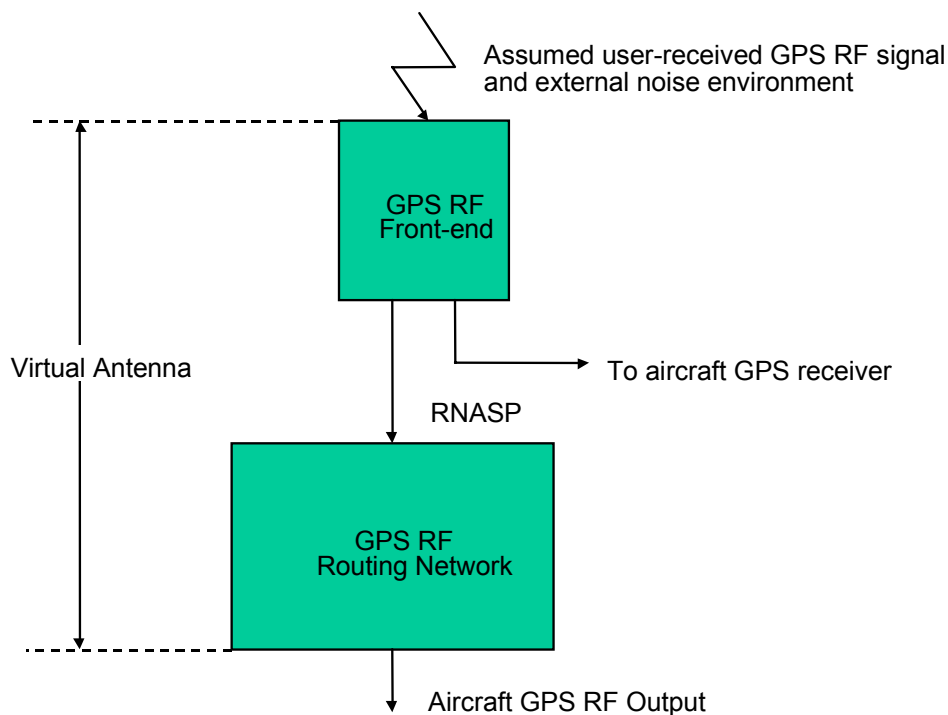 Assumed user-received GPS RF signal
and external noise environment
GPS RF
Front-end
Virtual Antenna
To aircraft GPS receiver
RNASP
GPS RF
Routing Network
Aircraft GPS RF Output